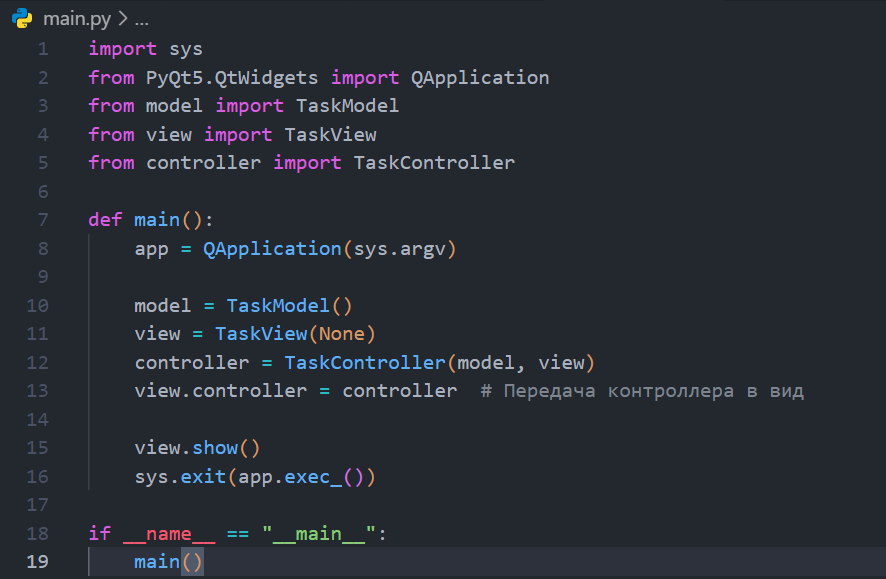 main.py > ...
1 import sys
2 from PyQt5.QtWidgets import QApplication
3 from model import TaskModel
4 from view import TaskView
5 from controller import TaskController
6
7 def main():
8     app = QApplication(sys.argv)
9
10     model = TaskModel()
11     view = TaskView(None)
12     controller = TaskController(model, view)
13     view.controller = controller  # Передача контроллера в вид
14
15     view.show()
16     sys.exit(app.exec_())
17
18 if __name__ == "__main__":
19     main()